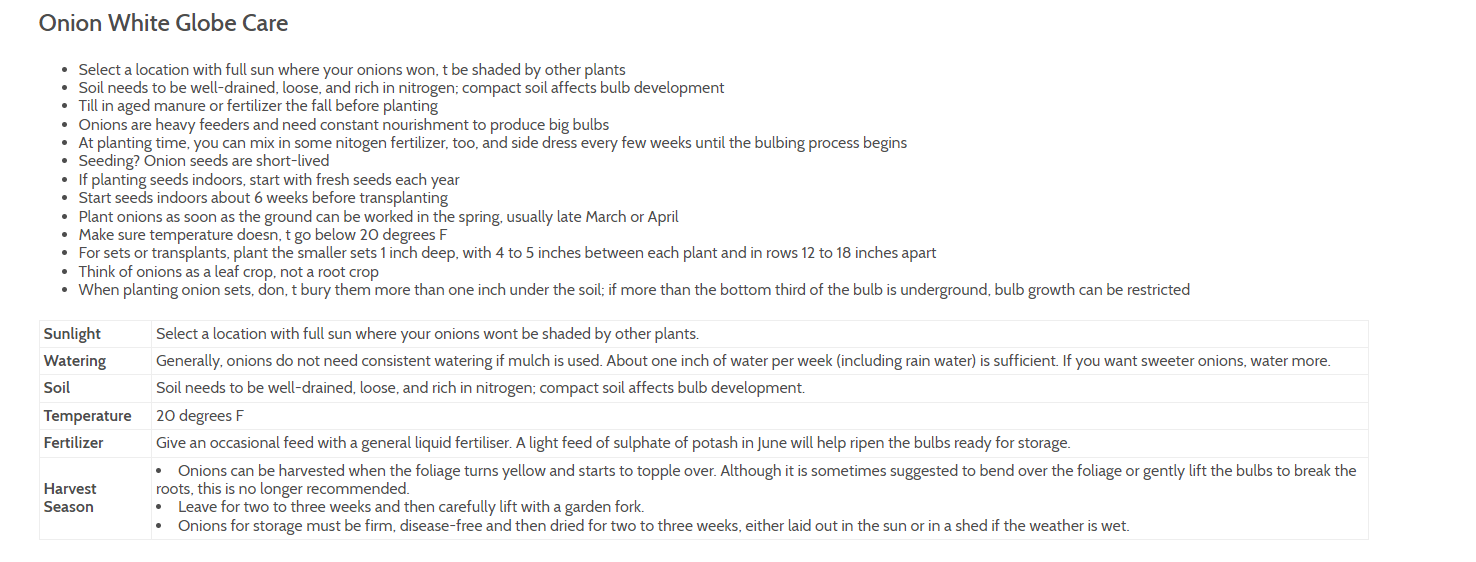 Onion White Globe Care
• Select a location with full sun where your onions won, t be shaded by other plants
• Soil needs to be well-drained, loose, and rich in nitrogen; compact soil affects bulb development
• Till in aged manure or fertilizer the fall before planting
• Onions are heavy feeders and need constant nourishment to produce big bulbs
• At planting time, you can mix in some nitogen fertilizer, too, and side dress every few weeks until the bulbing process begins
• Seeding? Onion seeds are short-lived
• If planting seeds indoors, start with fresh seeds each year
• Start seeds indoors about 6 weeks before transplanting
• Plant onions as soon as the ground can be worked in the spring, usually late March or April
• Make sure temperature doesn, t go below 20 degrees F
• For sets or transplants, plant the smaller sets 1 inch deep, with 4 to 5 inches between each plant and in rows 12 to 18 inches apart
• Think of onions as a leaf crop, not a root crop
• When planting onion sets, don, t bury them more than one inch under the soil; if more than the bottom third of the bulb is underground, bulb growth can be restricted
Sunlight Select a location with full sun where your onions wont be shaded by other plants.
Watering Generally, onions do not need consistent watering if mulch is used. About one inch of water per week (including rain water) is sufficient. If you want sweeter onions, water more.
Soil Soil needs to be well-drained, loose, and rich in nitrogen; compact soil affects bulb development.
Temperature 20 degrees F
Fertilizer Give an occasional feed with a general liquid fertiliser. A light feed of sulphate of potash in June will help ripen the bulbs ready for storage.
Harvest
Season
• Onions can be harvested when the foliage turns yellow and starts to topple over. Although it is sometimes suggested to bend over the foliage or gently lift the bulbs to break the
roots, this is no longer recommended.
• Leave for two to three weeks and then carefully lift with a garden fork.
• Onions for storage must be firm, disease-free and then dried for two to three weeks, either laid out in the sun or in a shed if the weather is wet.